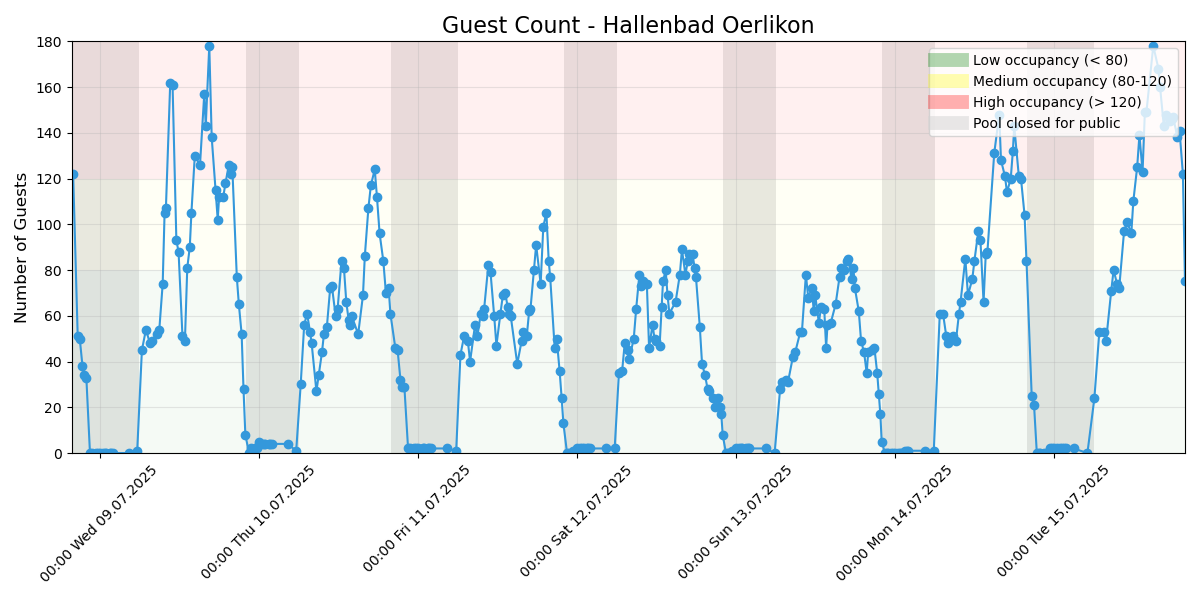 Guest Count - Hallenbad Oerlikon
Number of Guests
180
160
140
120
100
80
60
40
20
0
Low occupancy (< 80)
Medium occupancy (80-120)
High occupancy (> 120)
Pool closed for public
00:00 Wed 09.07.2025
00:00 Thu 10.07.2025
00:00 Fri 11.07.2025
00:00 Sat 12.07.2025
00:00 Sun 13.07.2025
00:00 Mon 14.07.2025
00:00 Tue 15.07.2025